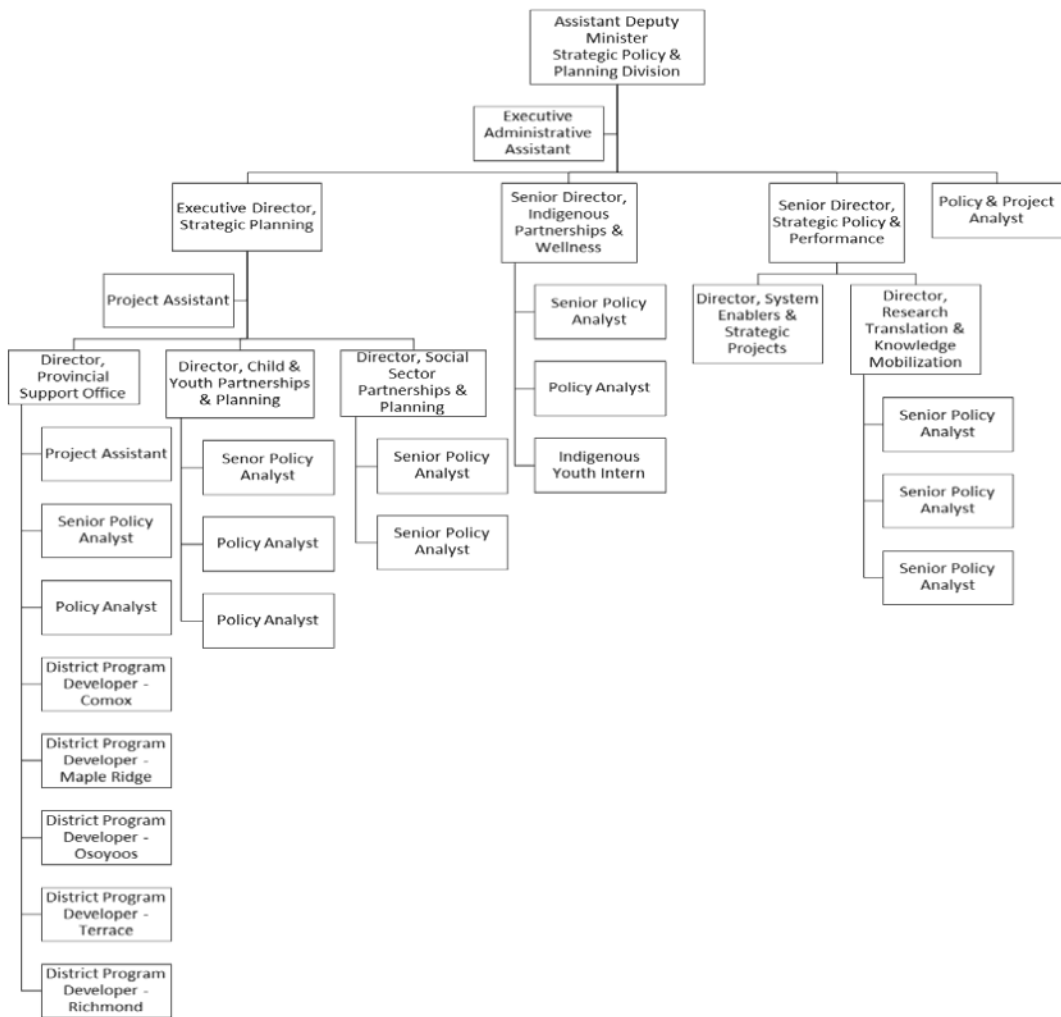 Assistant Deputy
Minister
Strategic Policy &
Planning Division
Executive
Administrative
Assistant
Executive Director,
Strategic Planning
Senior Director,
Indigenous
Partnerships &
Wellness
Senior Director,
Strategic Policy &
Performance
Policy & Project
Analyst
Project Assistant
Director,
Provincial
Support Office
Project Assistant
Senior Policy
Analyst
Policy Analyst
District Program
Developer -
Comox
District Program
Developer -
Maple Ridge
District Program
Developer -
Osoyoos
District Program
Developer -
Terrace
District Program
Developer -
Richmond
Director, Child &
Youth Partnerships
& Planning
Senor Policy
Analyst
Policy Analyst
Policy Analyst
Director, Social
Sector
Partnerships &
Planning
Senior Policy
Analyst
Senior Policy
Analyst
Senior Policy
Analyst
Policy Analyst
Indigenous
Youth Intern
Director, System
Enablers &
Strategic
Projects
Director,
Research
Translation &
Knowledge
Mobilization
Senior Policy
Analyst
Senior Policy
Analyst
Senior Policy
Analyst